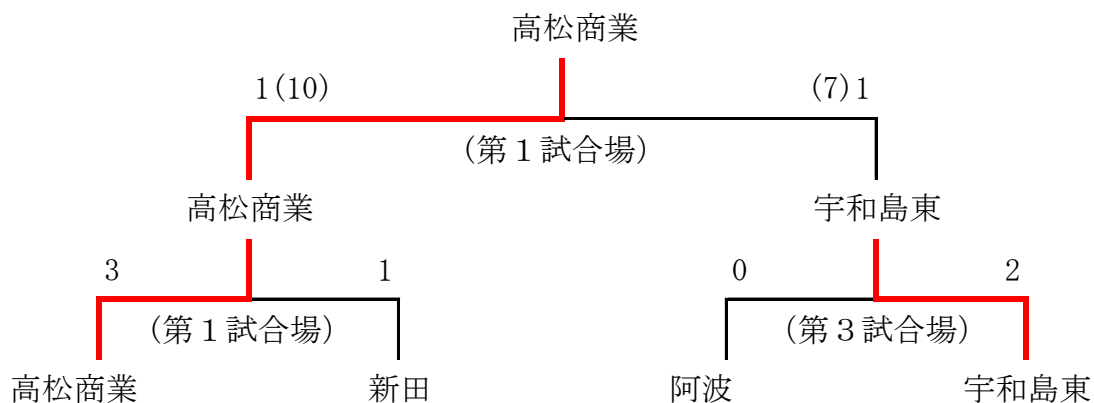 高松商業
1(10) (7)1
(第１試合場)
高松商業 宇和島東
3 1 0 2
(第１試合場) (第３試合場)
高松商業 新田 阿波 宇和島東